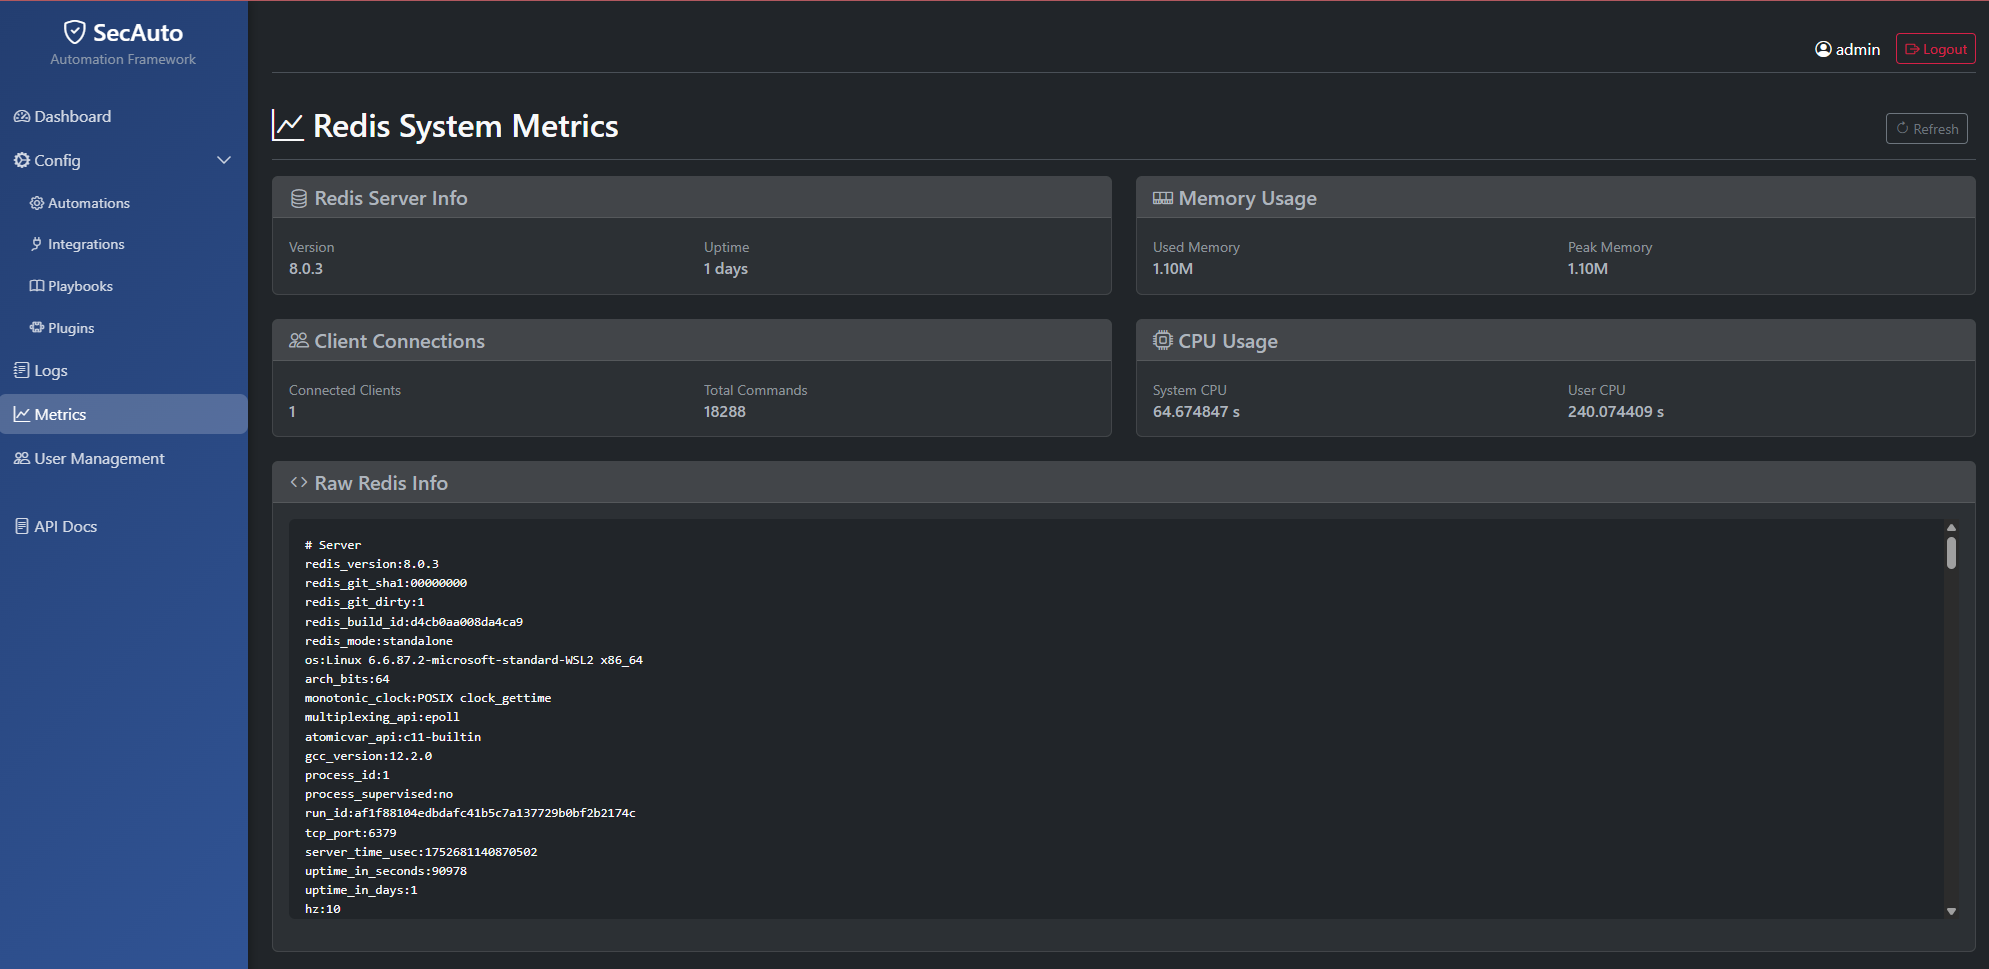 SecAuto
Automation Framework
Dashboard
Config
Automations
Integrations
Playbooks
Plugins
Logs
Metrics
User Management
API Docs
admin
Logout
Redis System Metrics
Refresh
Redis Server Info
Version
8.0.3
Uptime
1 days
Memory Usage
Used Memory
1.10M
Peak Memory
1.10M
Client Connections
Connected Clients
1
Total Commands
18288
CPU Usage
System CPU
64.674847 s
User CPU
240.074409 s
Raw Redis Info
# Server
redis_version:8.0.3
redis_git_sha1:00000000
redis_git_dirty:1
redis_build_id:d4cb0aa008da4ca9
redis_mode:standalone
os:Linux 6.6.87.2-microsoft-standard-WSL2 x86_64
arch_bits:64
monotonic_clock:POSIX clock_gettime
multiplexing_api:epoll
atomicvar_api:c11-builtin
gcc_version:12.2.0
process_id:1
process_supervised:no
run_id:af1f88104edbdafc41b5c7a137729b0bf2b2174c
tcp_port:6379
server_time_usec:1752681140870502
uptime_in_seconds:90978
uptime_in_days:1
hz:10